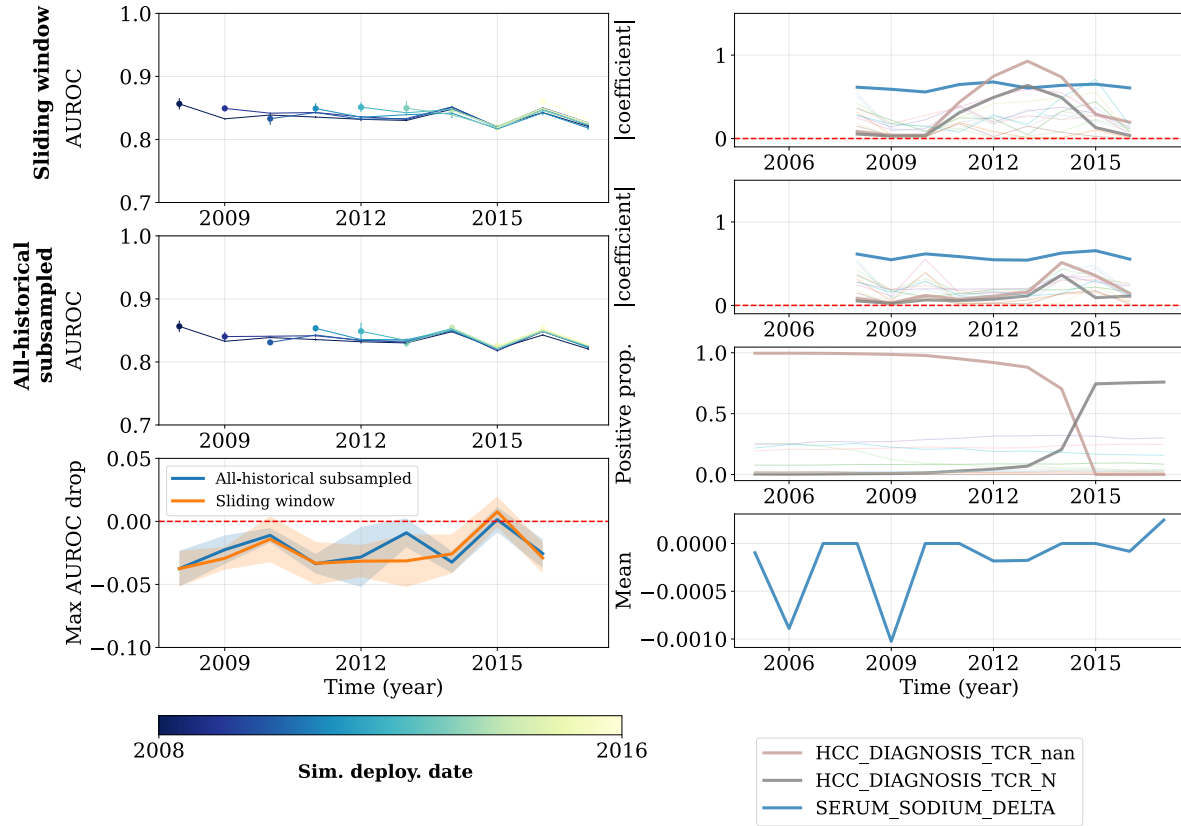 Sliding window
AUROC
1.0
0.9
0.8
0.7
2009
2012
2015
All-historical
subsampled
AUROC
1.0
0.9
0.8
0.7
2009
2012
2015
Max AUROC drop
0.05
0.00
−0.05
−0.10
All-historical subsampled
Sliding window
2009
2012
2015
Time (year)
2008
2016
Sim. deploy. date
|coefficient|
1
0
2006
2009
2012
2015
|coefficient|
1
0
2006
2009
2012
2015
Positive prop.
1.0
0.5
0.0
2006
2009
2012
2015
Mean
0.0000
−0.0005
−0.0010
2006
2009
2012
2015
Time (year)
HCC_DIAGNOSIS_TCR_nan
HCC_DIAGNOSIS_TCR_N
SERUM_SODIUM_DELTA